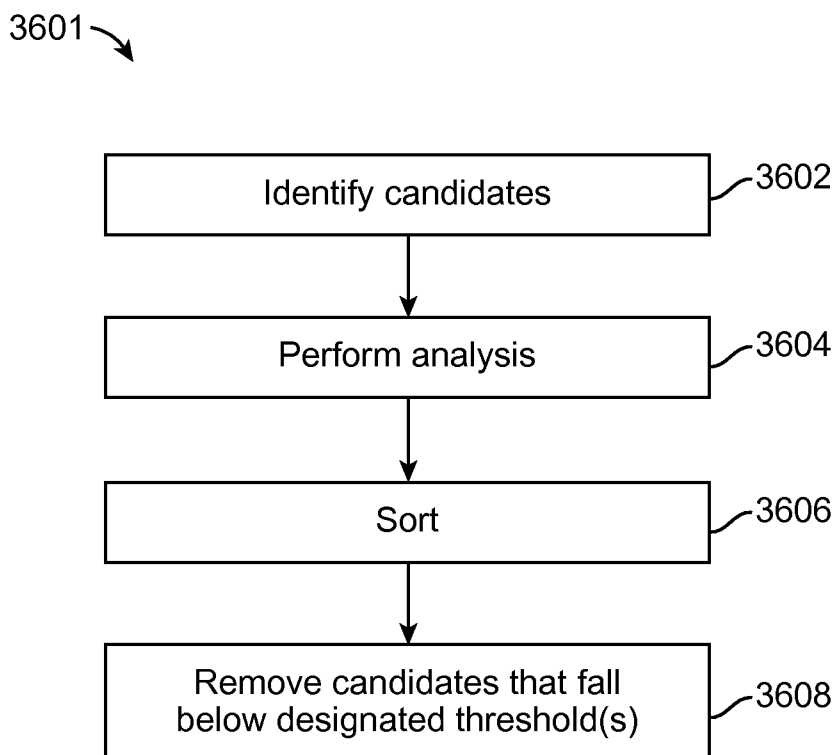 3601
Identify candidates
3602
Perform analysis
3604
Sort
3606
Remove candidates that fall
below designated threshold(s)
3608